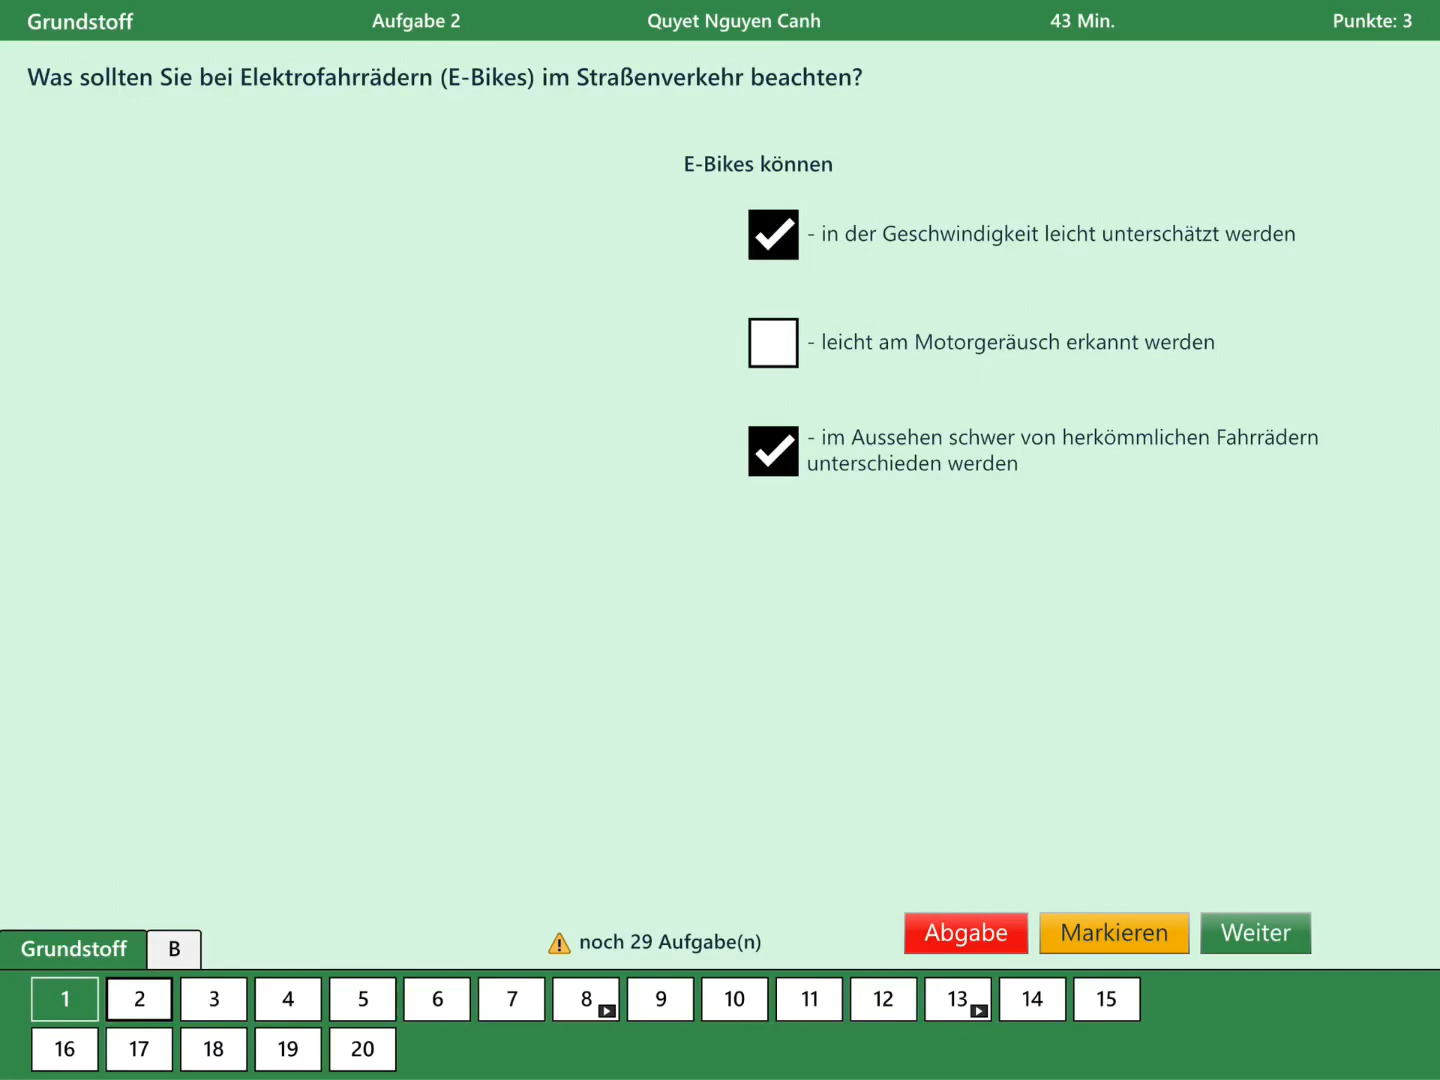 Grundstoff Aufgabe 2 Quyet Nguyen Canh 43 Min. Punkte: 3
Was sollten Sie bei Elektrofahrrädern (E-Bikes) im Straßenverkehr beachten?
E-Bikes können
- in der Geschwindigkeit leicht unterschätzt werden
- leicht am Motorgeräusch erkannt werden
- im Aussehen schwer von herkömmlichen Fahrrädern
unterschieden werden
Grundstoff B noch 29 Aufgabe(n) Abgabe Markieren Weiter
1 2 3 4 5 6 7 8 9 10 11 12 13 14 15
16 17 18 19 20